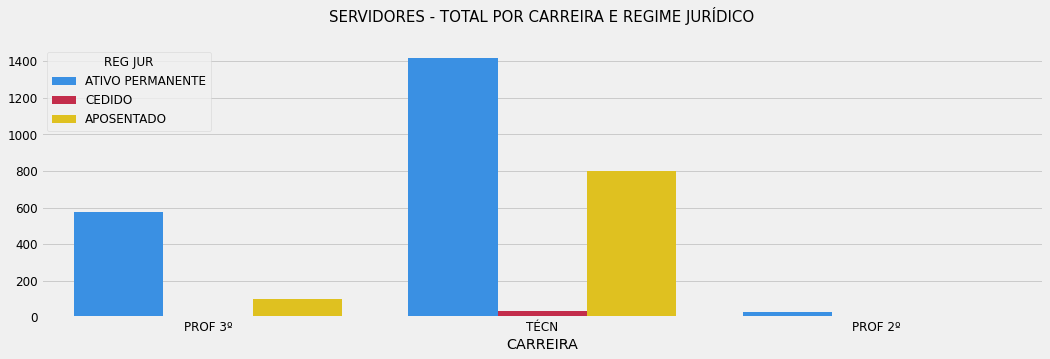 SERVIDORES - TOTAL POR CARREIRA E REGIME JURÍDICO
REG JUR
ATIVO PERMANENTE
CEDIDO
APOSENTADO
1400
1200
1000
800
600
400
200
0
PROF 3º TÉCN PROF 2º
CARREIRA